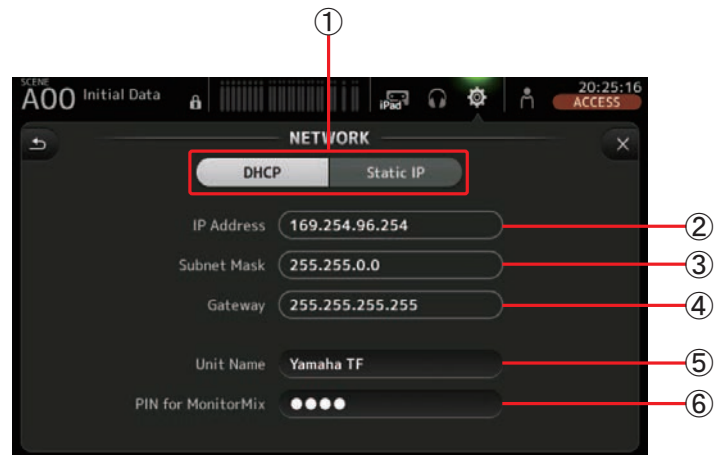 ①
SCENE
A00 Initial Data
iPad
20:25:16
ACCESS
NETWORK
DHCP Static IP
IP Address 169.254.96.254 ②
Subnet Mask 255.255.0.0 ③
Gateway 255.255.255.255 ④
Unit Name Yamaha TF ⑤
PIN for MonitorMix ●●●● ⑥